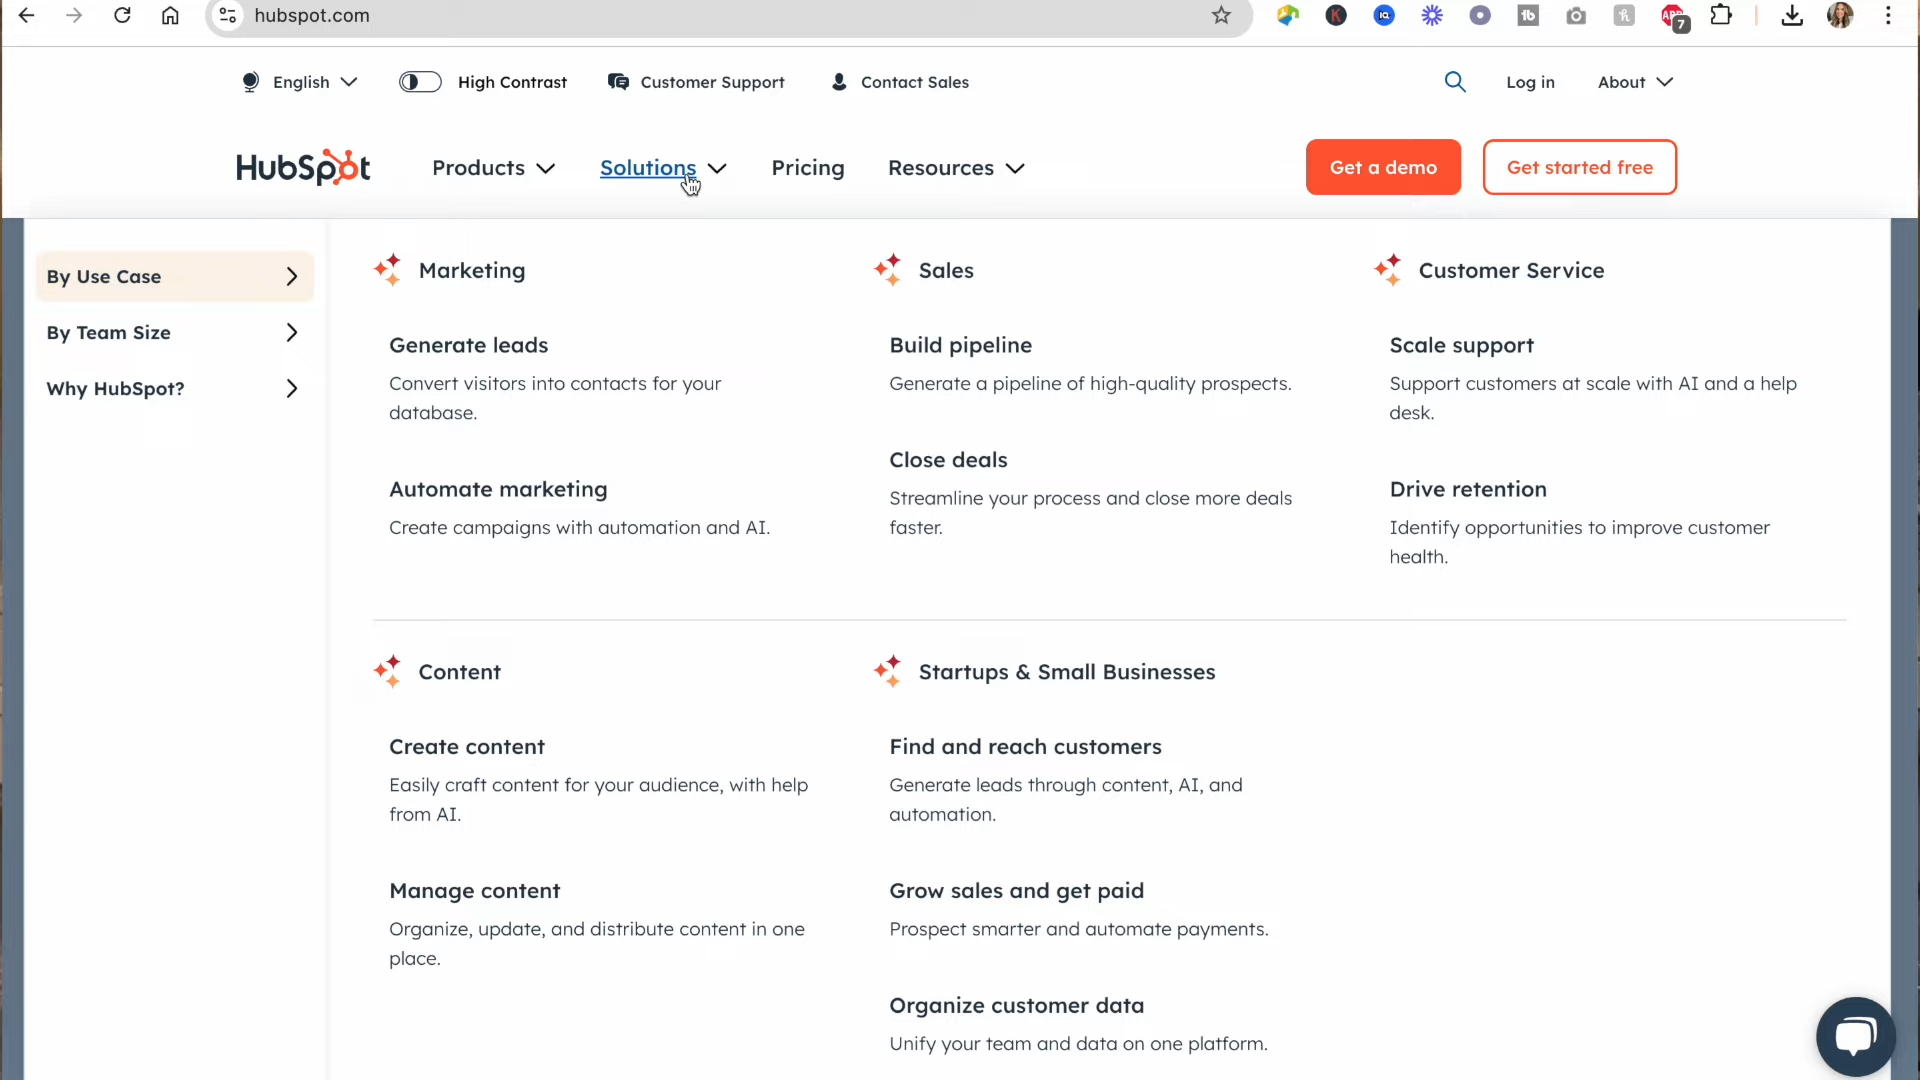 hubspot.com
7
English
High Contrast
Customer Support
Contact Sales
Log in
About
HubSpot
Products
Solutions
Pricing
Resources
Get a demo
Get started free
By Use Case
By Team Size
Why HubSpot?
Marketing
Generate leads
Convert visitors into contacts for your
database.
Automate marketing
Create campaigns with automation and AI.
Sales
Build pipeline
Generate a pipeline of high-quality prospects.
Close deals
Streamline your process and close more deals
faster.
Customer Service
Scale support
Support customers at scale with AI and a help
desk.
Drive retention
Identify opportunities to improve customer
health.
Content
Create content
Easily craft content for your audience, with help
from AI.
Manage content
Organize, update, and distribute content in one
place.
Startups & Small Businesses
Find and reach customers
Generate leads through content, AI, and
automation.
Grow sales and get paid
Prospect smarter and automate payments.
Organize customer data
Unify your team and data on one platform.